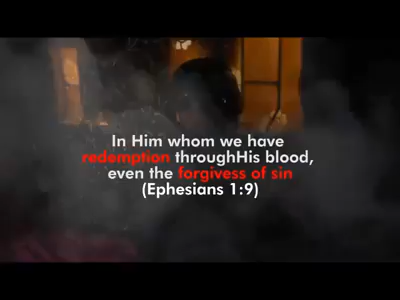 In Him whom we have
redemption throughHis blood,
even the forgivess of sin
(Ephesians 1:9)